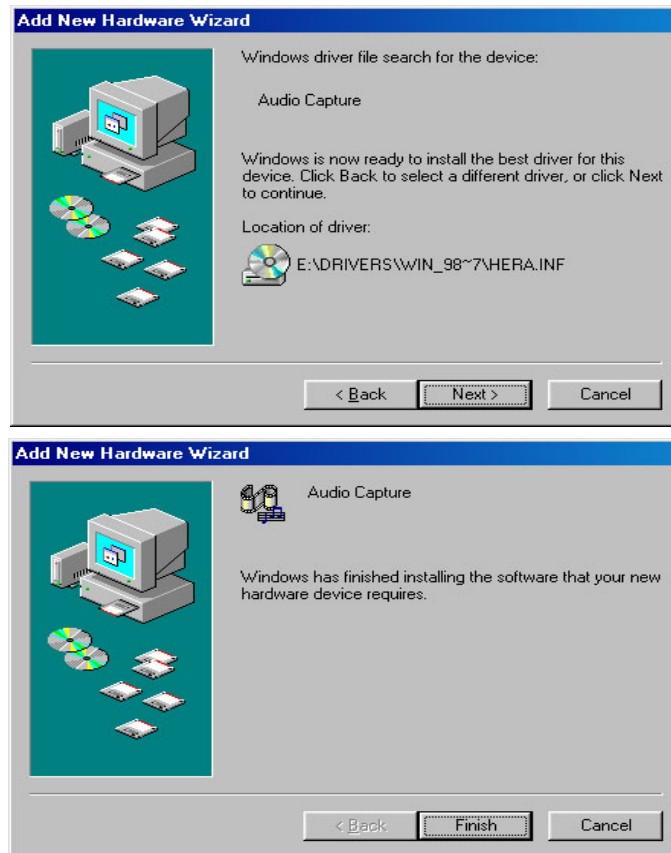 Add New Hardware Wizard
Windows driver file search for the device:
Audio Capture
Windows is now ready to install the best driver for this
device. Click Back to select a different driver, or click Next
to continue.
Location of driver:
E:\DRIVERS\WIN_98~7\HERA.INF
< Back
Next >
Cancel
Add New Hardware Wizard
Audio Capture
Windows has finished installing the software that your new
hardware device requires.
< Back
Finish
Cancel